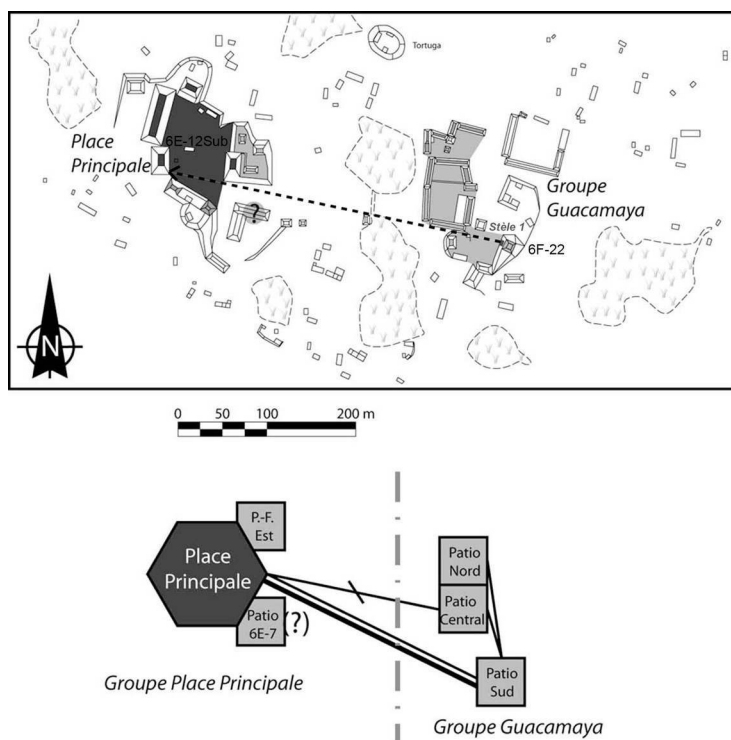 Tortuga
Place
Principale
6E-12Sub
?
Groupe
Guacamaya
Stèle 1
6F-22
N
0 50 100 200 m
P.-F.
Est
Place
Principale
Patio
6E-7
(?)
Patio
Nord
Patio
Central
Patio
Sud
Groupe Place Principale
Groupe Guacamaya